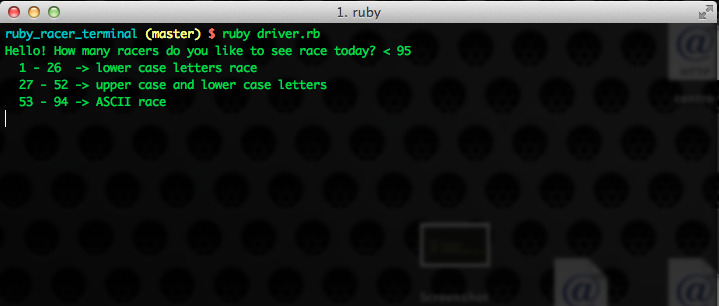 1. ruby
ruby_racer_terminal (master) $ ruby driver.rb
Hello! How many racers do you like to see race today? < 95
1 - 26 -> lower case letters race
27 - 52 -> upper case and lower case letters
53 - 94 -> ASCII race